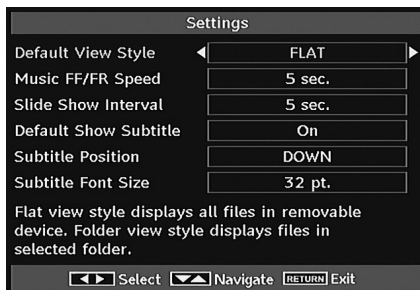 Settings
Default View Style FLAT
Music FF/FR Speed 5 sec.
Slide Show Interval 5 sec.
Default Show Subtitle On
Subtitle Position DOWN
Subtitle Font Size 32 pt.
Flat view style displays all files in removable
device. Folder view style displays files in
selected folder.
Select Navigate RETURN Exit